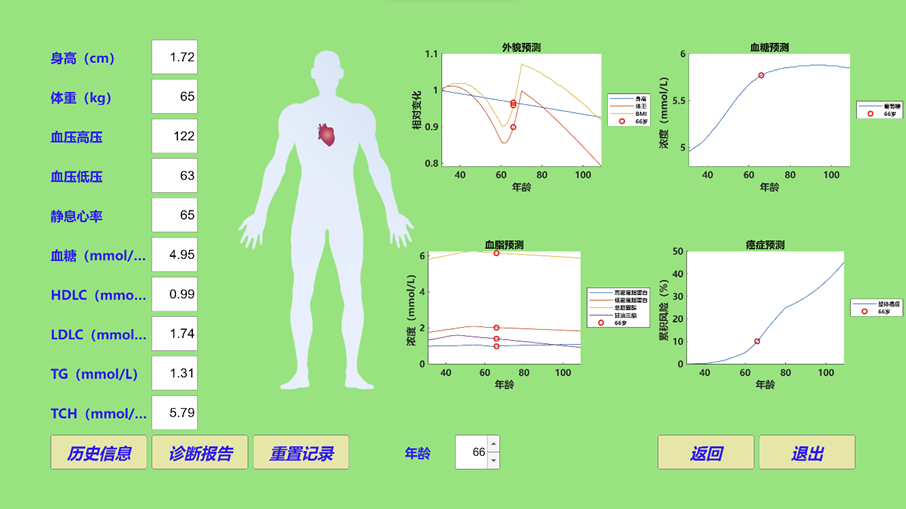 身高（cm） 1.72
体重（kg） 65
血压高压 122
血压低压 63
静息心率 65
血糖（mmol/... 4.95
HDLC（mmo... 0.99
LDLC（mmol... 1.74
TG（mmol/L） 1.31
TCH（mmol/... 5.79
外貌预测
相对变化
1.1
1
0.9
0.8
40 60 80 100
年龄
身高
体重
BMI
66岁
血糖预测
浓度（mmol/L）
6
5.5
5
40 60 80 100
年龄
葡萄糖
66岁
血脂预测
浓度（mmol/L）
6
4
2
0
40 60 80 100
年龄
高密度脂蛋白
低密度脂蛋白
总胆固醇
甘油三酯
66岁
癌症预测
累积风险（%）
50
40
30
20
10
0
40 60 80 100
年龄
整体癌症
66岁
历史信息 诊断报告 重置记录 年龄 66 返回 退出